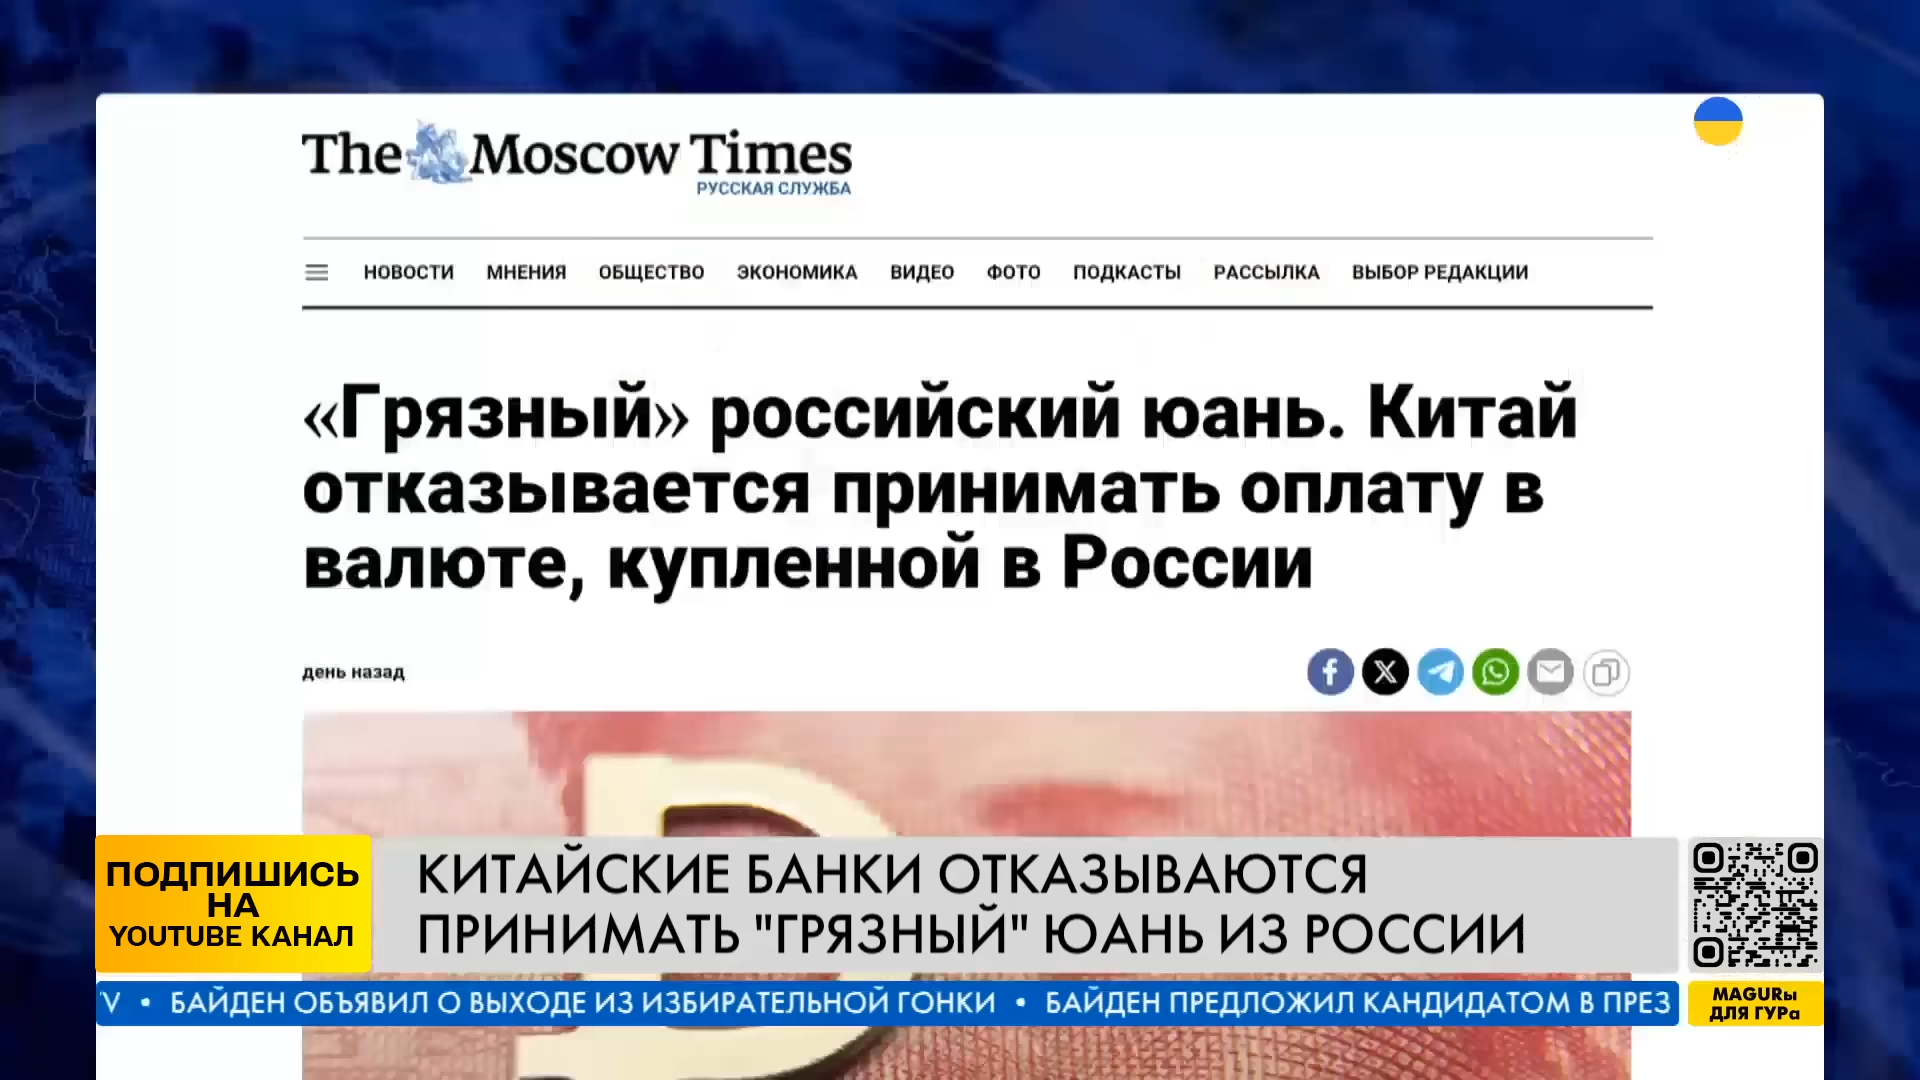 The Moscow Times
РУССКАЯ СЛУЖБА
НОВОСТИ МНЕНИЯ ОБЩЕСТВО ЭКОНОМИКА ВИДЕО ФОТО ПОДКАСТЫ РАССЫЛКА ВЫБОР РЕДАКЦИИ
«Грязный» российский юань. Китай
отказывается принимать оплату в
валюте, купленной в России
день назад
ПОДПИШИСЬ
НА
YOUTUBE КАНАЛ
КИТАЙСКИЕ БАНКИ ОТКАЗЫВАЮТСЯ
ПРИНИМАТЬ "ГРЯЗНЫЙ" ЮАНЬ ИЗ РОССИИ
V • БАЙДЕН ОБЪЯВИЛ О ВЫХОДЕ ИЗ ИЗБИРАТЕЛЬНОЙ ГОНКИ • БАЙДЕН ПРЕДЛОЖИЛ КАНДИДАТОМ В ПРЕЗ
MAGURы
ДЛЯ ГУРа